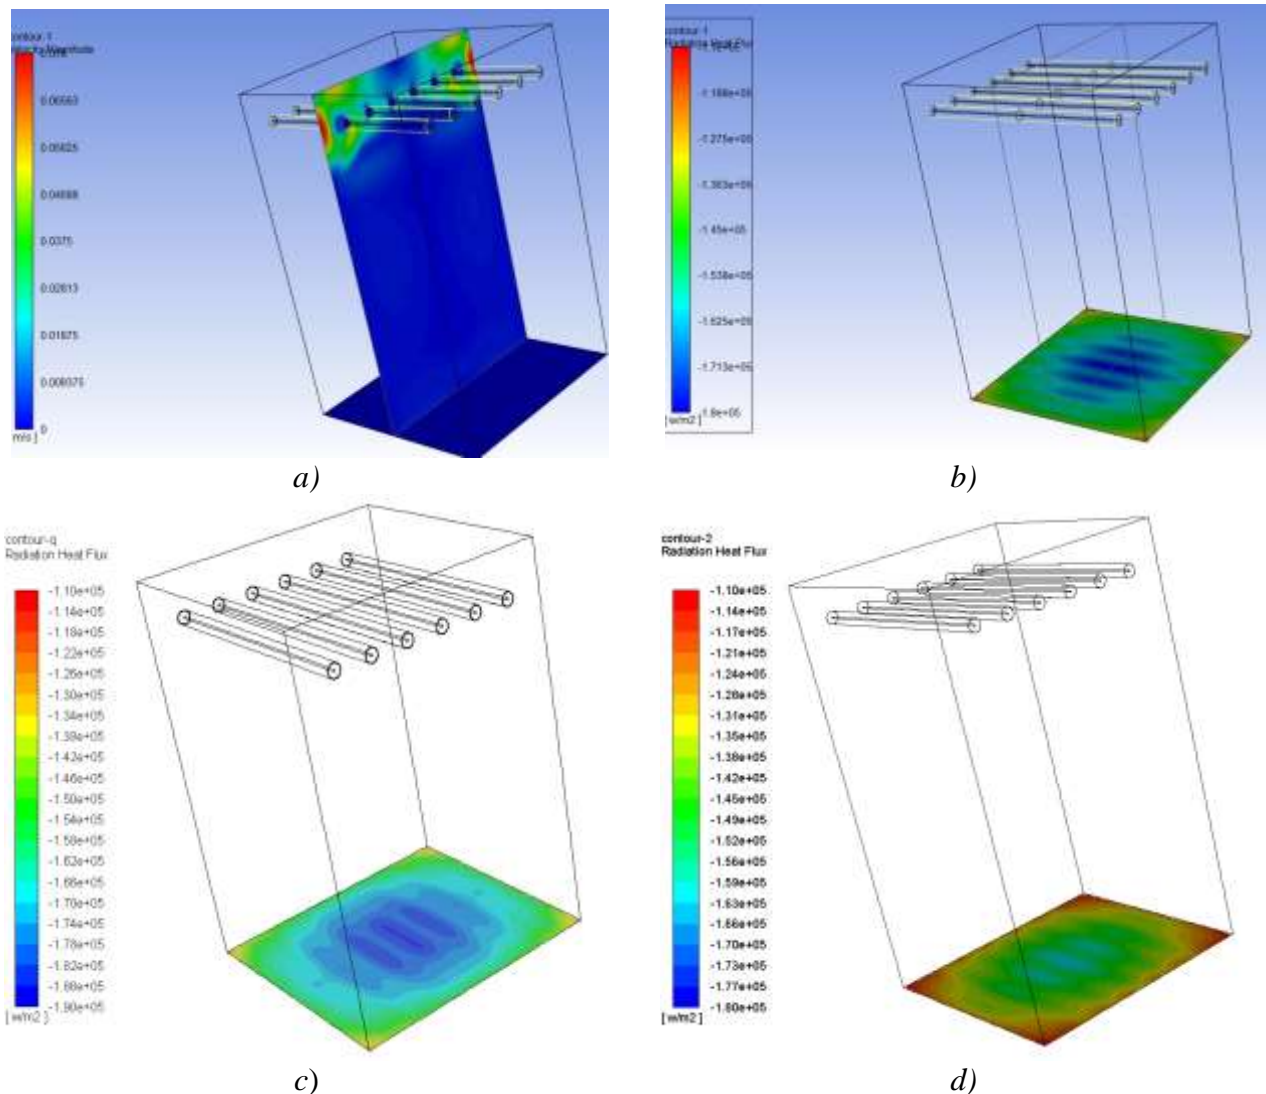 contour-1
Velocity Magnitude
0.06563
0.05625
0.04688
0.0375
0.02813
0.01875
0.009375
0
m/s ]
a)
contour-1
-1.188e+05
-1.275e+05
-1.363e+05
-1.45e+05
-1.538e+05
-1.625e+05
-1.713e+05
-1.8e+05
[ w/m2 ]
b)
contour-q
Radiation Heat Flux
-1.10e+05
-1.14e+05
-1.18e+05
-1.22e+05
-1.26e+05
-1.30e+05
-1.34e+05
-1.38e+05
-1.42e+05
-1.46e+05
-1.50e+05
-1.54e+05
-1.58e+05
-1.62e+05
-1.66e+05
-1.70e+05
-1.74e+05
-1.78e+05
-1.82e+05
-1.86e+05
-1.90e+05
[ w/m2 ]
c)
contour-2
Radiation Heat Flux
-1.10e+05
-1.14e+05
-1.17e+05
-1.21e+05
-1.24e+05
-1.28e+05
-1.31e+05
-1.35e+05
-1.38e+05
-1.42e+05
-1.45e+05
-1.49e+05
-1.52e+05
-1.56e+05
-1.59e+05
-1.63e+05
-1.66e+05
-1.70e+05
-1.73e+05
-1.77e+05
-1.80e+05
[ w/m2 ]
d)